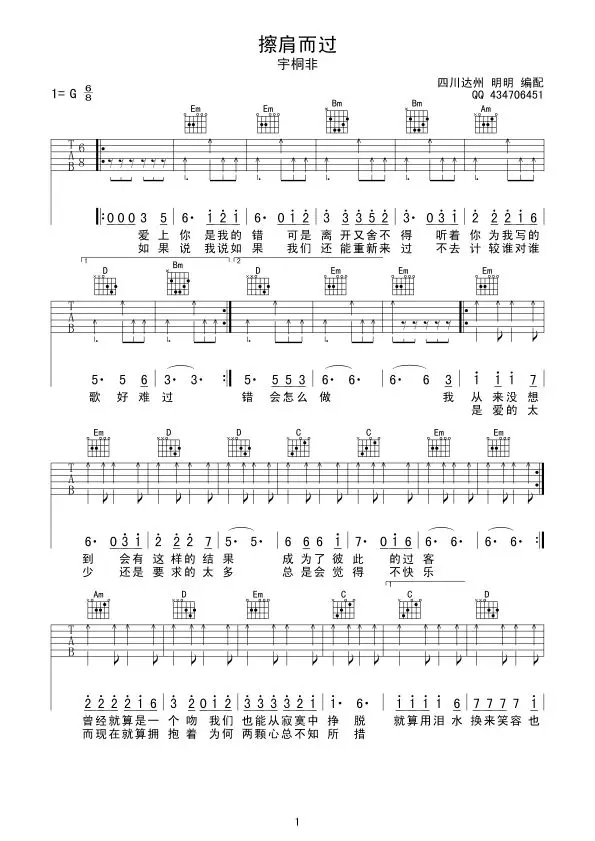 擦肩而过
宇桐非
1= G 6/8
四川达州 明明 编配
QQ 434706451
Em Em Bm Bm Am
T A B 6/8
0 0 0 3 5 6· i 2 i 6· 0 i 2 3· 3 3 5 2 3· 0 3 i 2· 2 3 i
爱上 你 是我的 错 可是 离 开又舍不 得 听着 你 为我写的
如果 说 我说如 果 我们 还 能重新来 过 不去 计 较谁对谁
1 2
D Bm D Em Em Em
T A B
5· 5 6 3· 3· 5· 5 5 3 6· 6· 6· 6· 3 i i i 7
歌 好难 过 错 会怎么 做 我 从来没想
是爱的太
Em D D C C Em Em
T A B
6· 0 3 i 2 2 2 7 5· 5· 6 6 6 i 7· 0 i 6 6· 6· 6· 6·
到 会有 这样的结 果 成为了彼 此 的过 客
少 还是 要求的太 多 总是会觉 得 不快 乐
Am D Em C C D
T A B
2 2 2 2 i 6 3 2 0 i 2 3 3 3 3 2 i i· 6· i i i i 6 7 7 7 7 i
曾经就算是一 个吻 我们 也能从寂寞中 挣 脱 就算用泪水 换来笑容也
而现在就算拥 抱着 为何 两颗心总不知 所 措
1